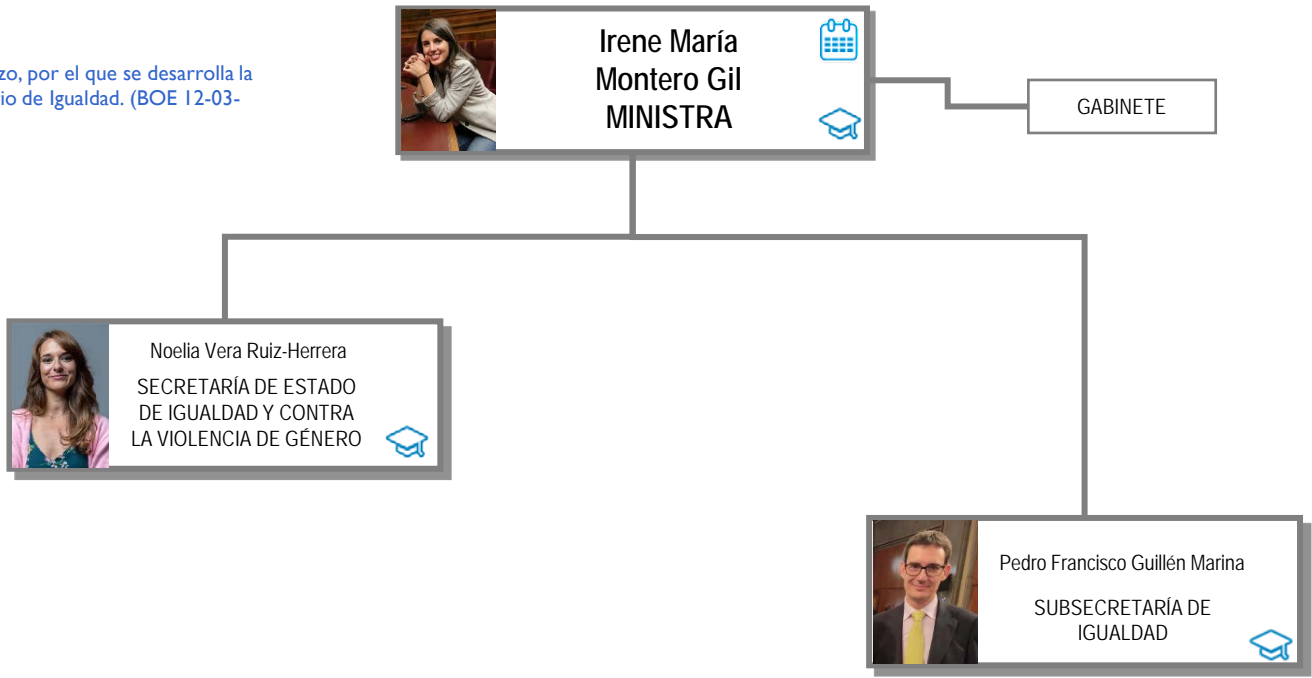 Irene María
Montero Gil
MINISTRA
zo, por el que se desarrolla la
io de Igualdad. (BOE 12-03-
GABINETE
Noelia Vera Ruiz-Herrera
SECRETARÍA DE ESTADO
DE IGUALDAD Y CONTRA
LA VIOLENCIA DE GÉNERO
Pedro Francisco Guillén Marina
SUBSECRETARÍA DE
IGUALDAD